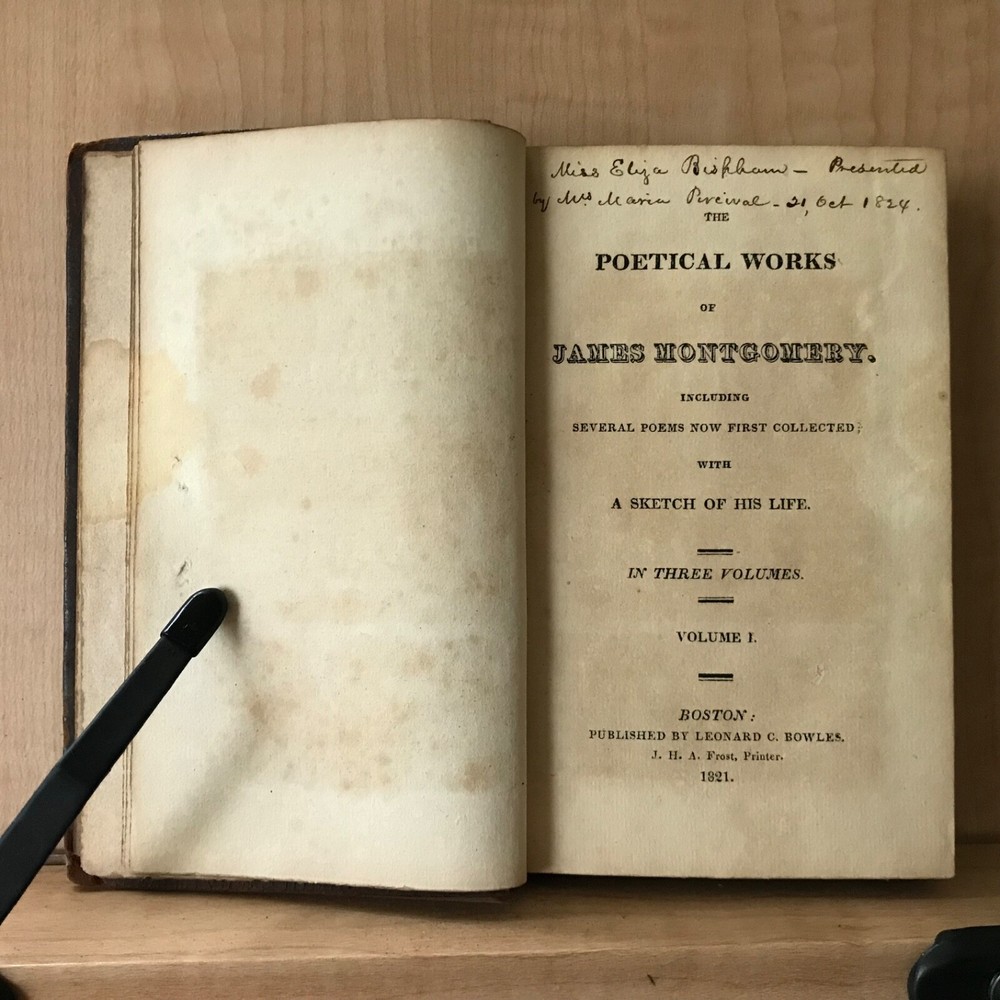 Miss Eliza Bispham – Presented
by Mrs Maria Percival - 21, Oct 1824.
THE
POETICAL WORKS
OF
JAMES MONTGOMERY.
INCLUDING
SEVERAL POEMS NOW FIRST COLLECTED;
WITH
A SKETCH OF HIS LIFE.
IN THREE VOLUMES.
VOLUME I.
BOSTON:
PUBLISHED BY LEONARD C. BOWLES.
J. H. A. Frost, Printer.
1821.